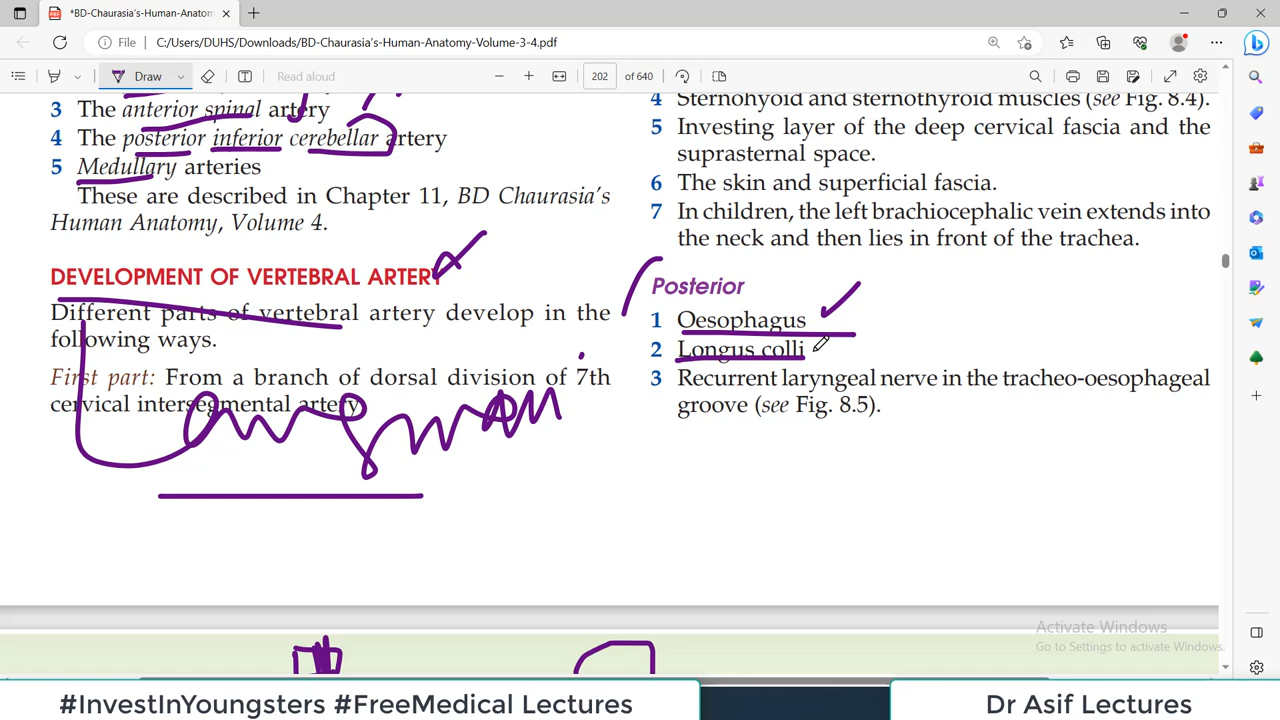 *BD-Chaurasia's-Human-Anatom
File
C:/Users/DUHS/Downloads/BD-Chaurasia's-Human-Anatomy-Volume-3-4.pdf
Draw
Read aloud
202 of 640
3 The anterior spinal artery
4 The posterior inferior cerebellar artery
5 Medullary arteries
These are described in Chapter 11, BD Chaurasia's
Human Anatomy, Volume 4.
DEVELOPMENT OF VERTEBRAL ARTERY
Different parts of vertebral artery develop in the
following ways.
First part: From a branch of dorsal division of 7th
cervical intersegmental artery
4 Sternohyoid and sternothyroid muscles (see Fig. 8.4).
5 Investing layer of the deep cervical fascia and the
suprasternal space.
6 The skin and superficial fascia.
7 In children, the left brachiocephalic vein extends into
the neck and then lies in front of the trachea.
Posterior
1 Oesophagus
2 Longus colli
3 Recurrent laryngeal nerve in the tracheo-oesophageal
groove (see Fig. 8.5).
Activate Windows
Go to Settings to activate Windows.
#InvestInYoungsters #FreeMedical Lectures
Dr Asif Lectures